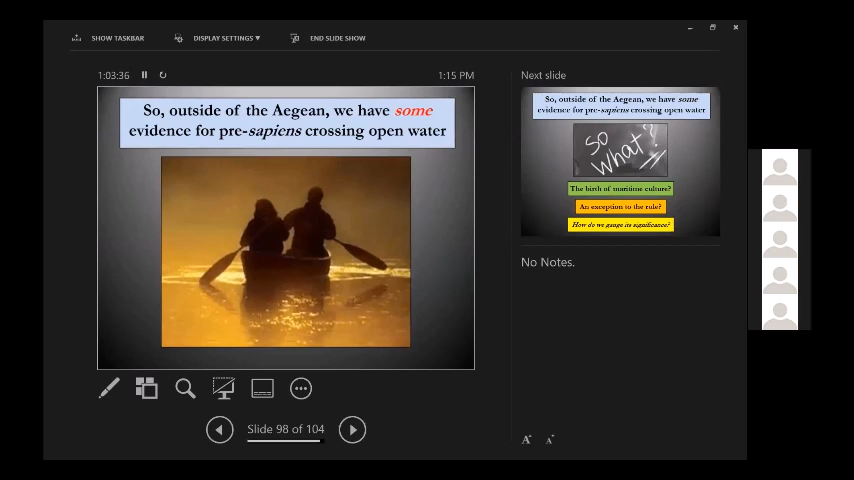 SHOW TASKBAR
DISPLAY SETTINGS ▼
END SLIDE SHOW
1:03:36
1:15 PM
So, outside of the Aegean, we have some
evidence for pre-sapiens crossing open water
Slide 98 of 104
Next slide
So, outside of the Aegean, we have some
evidence for pre-sapiens crossing open water
SO
what?
The birth of maritime culture?
An exception to the rule?
How do we gauge its significance?
No Notes.
A A